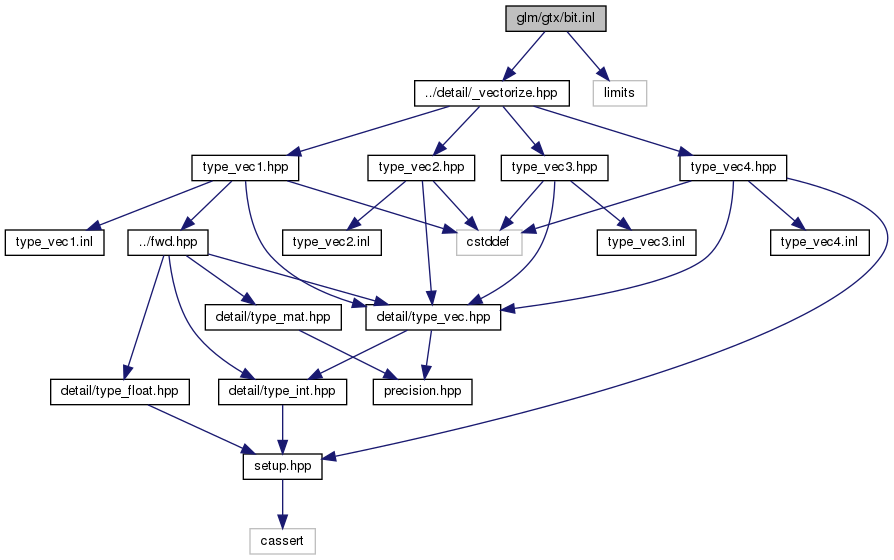 glm/gtx/bit.inl
../detail/_vectorize.hpp
limits
type_vec1.hpp
type_vec2.hpp
type_vec3.hpp
type_vec4.hpp
type_vec1.inl
../fwd.hpp
type_vec2.inl
cstddef
type_vec3.inl
type_vec4.inl
detail/type_mat.hpp
detail/type_vec.hpp
detail/type_float.hpp
detail/type_int.hpp
precision.hpp
setup.hpp
cassert